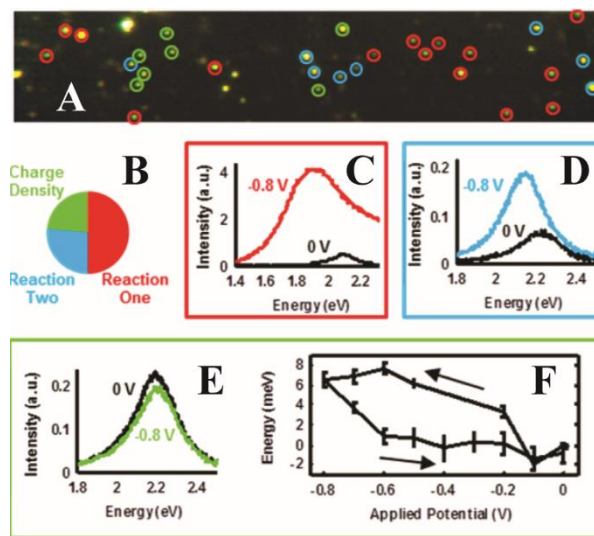 A
B
Charge
Density
Reaction
Two
Reaction
One
C
Intensity (a.u.)
4
2
0
-0.8 V
0 V
1.4 1.6 1.8 2 2.2
Energy (eV)
D
Intensity (a.u.)
0.2
0.1
0
-0.8 V
0 V
1.8 2 2.2 2.4
Energy (eV)
E
Intensity (a.u.)
0.2
0.1
0
0 V
-0.8 V
1.8 2 2.2 2.4
Energy (eV)
F
Energy (meV)
8
6
4
2
0
-2
-0.8 -0.6 -0.4 -0.2 0
Applied Potential (V)